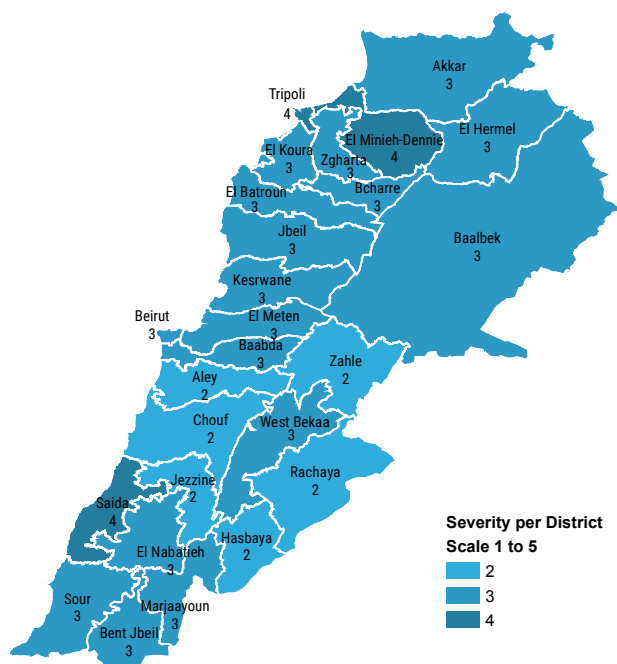 Akkar
3
Tripoli
4
El Minieh-Dennie
4
El Hermel
3
El Koura
3
Zgharta
3
Bcharre
3
El Batroun
3
Jbeil
3
Baalbek
3
Kesrwane
3
Beirut
3
El Meten
3
Baabda
3
Zahle
2
Aley
2
Chouf
2
West Bekaa
3
Rachaya
2
Jezzine
2
Saida
4
Hasbaya
2
El Nabatieh
3
Sour
3
Marjaayoun
3
Bent Jbeil
3
Severity per District
Scale 1 to 5
2
3
4